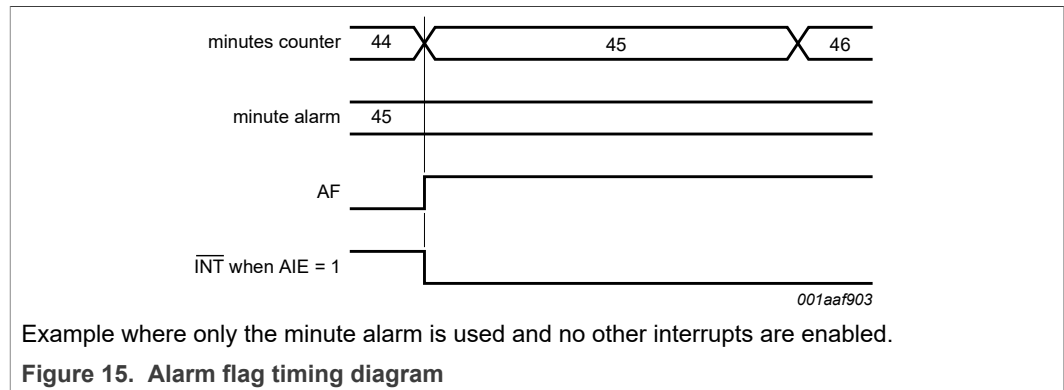 minutes counter 44 45 46
minute alarm 45
AF
INT when AIE = 1
001aaf903
Example where only the minute alarm is used and no other interrupts are enabled.
Figure 15. Alarm flag timing diagram